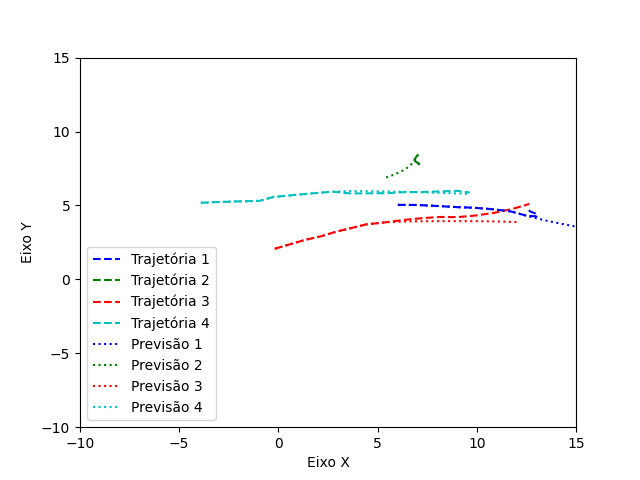 15
10
5
0
−5
−10
Eixo Y
Trajetória 1
Trajetória 2
Trajetória 3
Trajetória 4
Previsão 1
Previsão 2
Previsão 3
Previsão 4
−10 −5 0 5 10 15
Eixo X